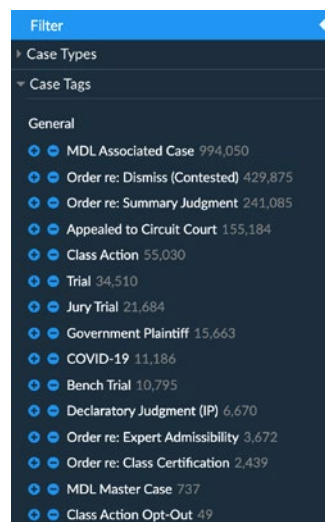 Filter
Case Types
Case Tags
General
MDL Associated Case 994,050
Order re: Dismiss (Contested) 429,875
Order re: Summary Judgment 241,085
Appealed to Circuit Court 155,184
Class Action 55,030
Trial 34,510
Jury Trial 21,684
Government Plaintiff 15,663
COVID-19 11,186
Bench Trial 10,795
Declaratory Judgment (IP) 6,670
Order re: Expert Admissibility 3,672
Order re: Class Certification 2,439
MDL Master Case 737
Class Action Opt-Out 49